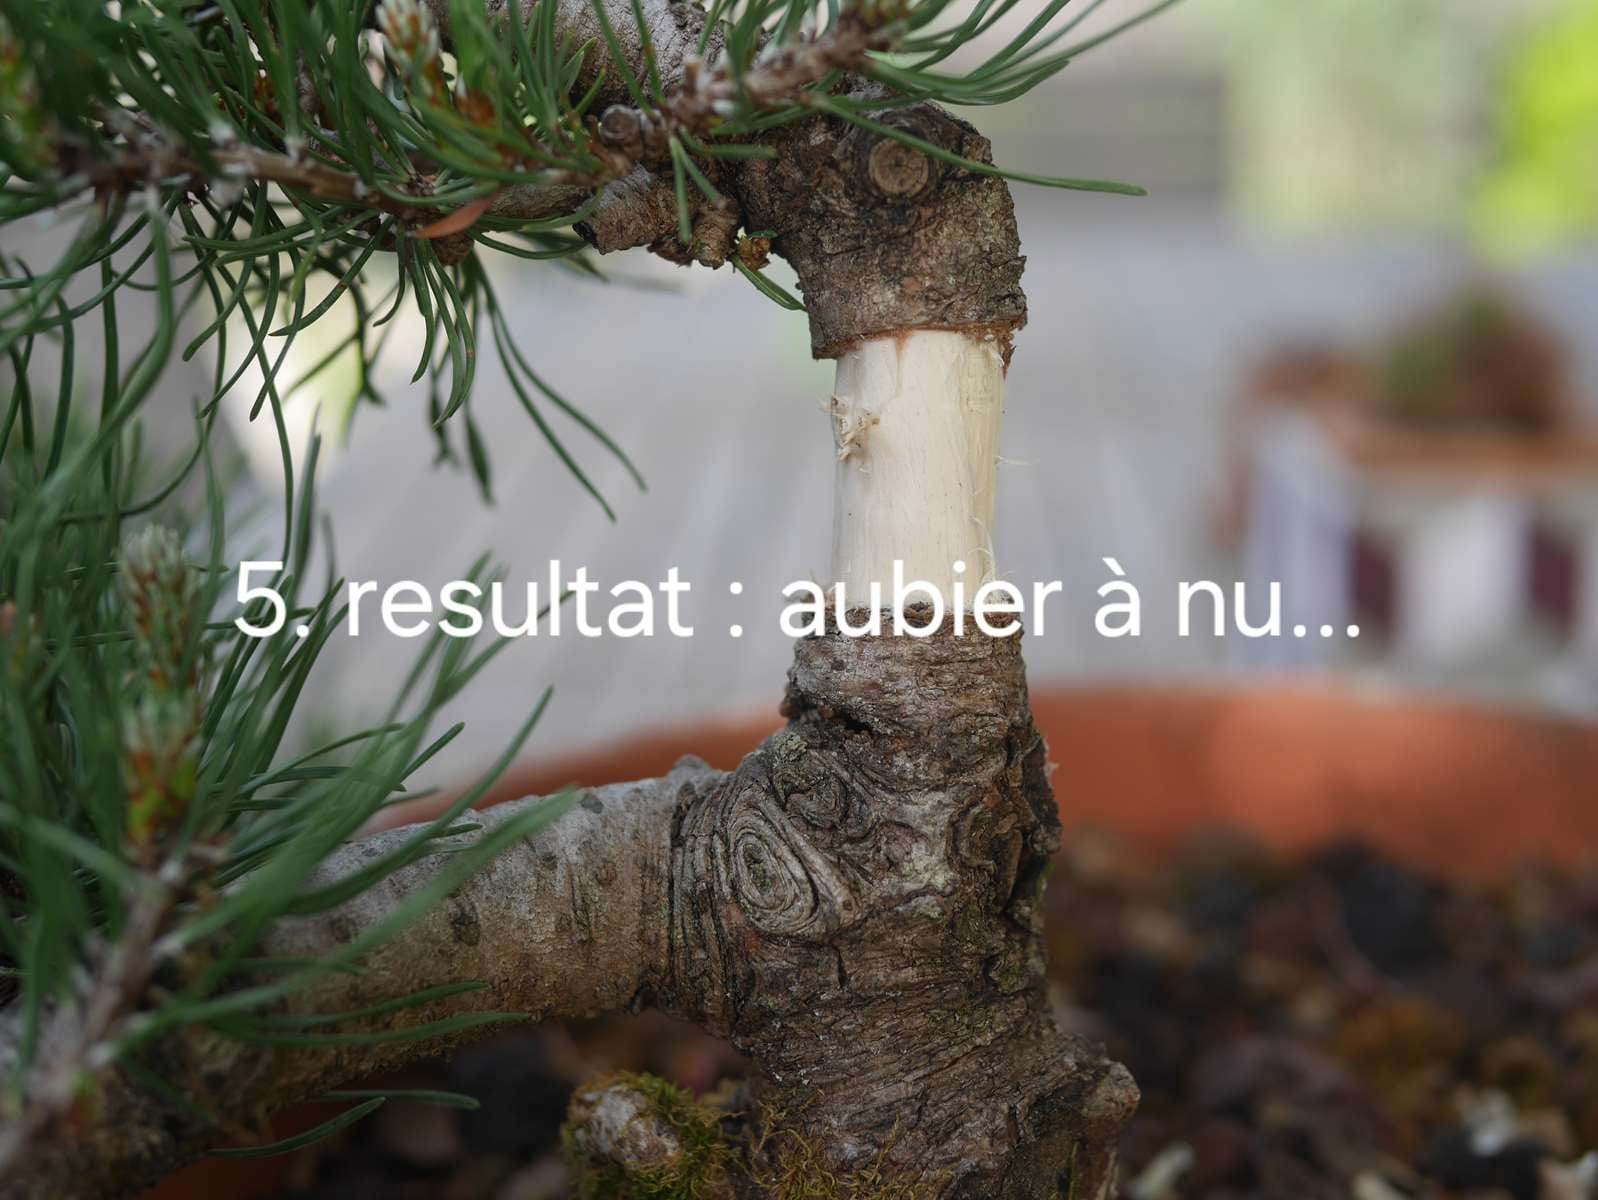 5. resultat : aubier à nu...